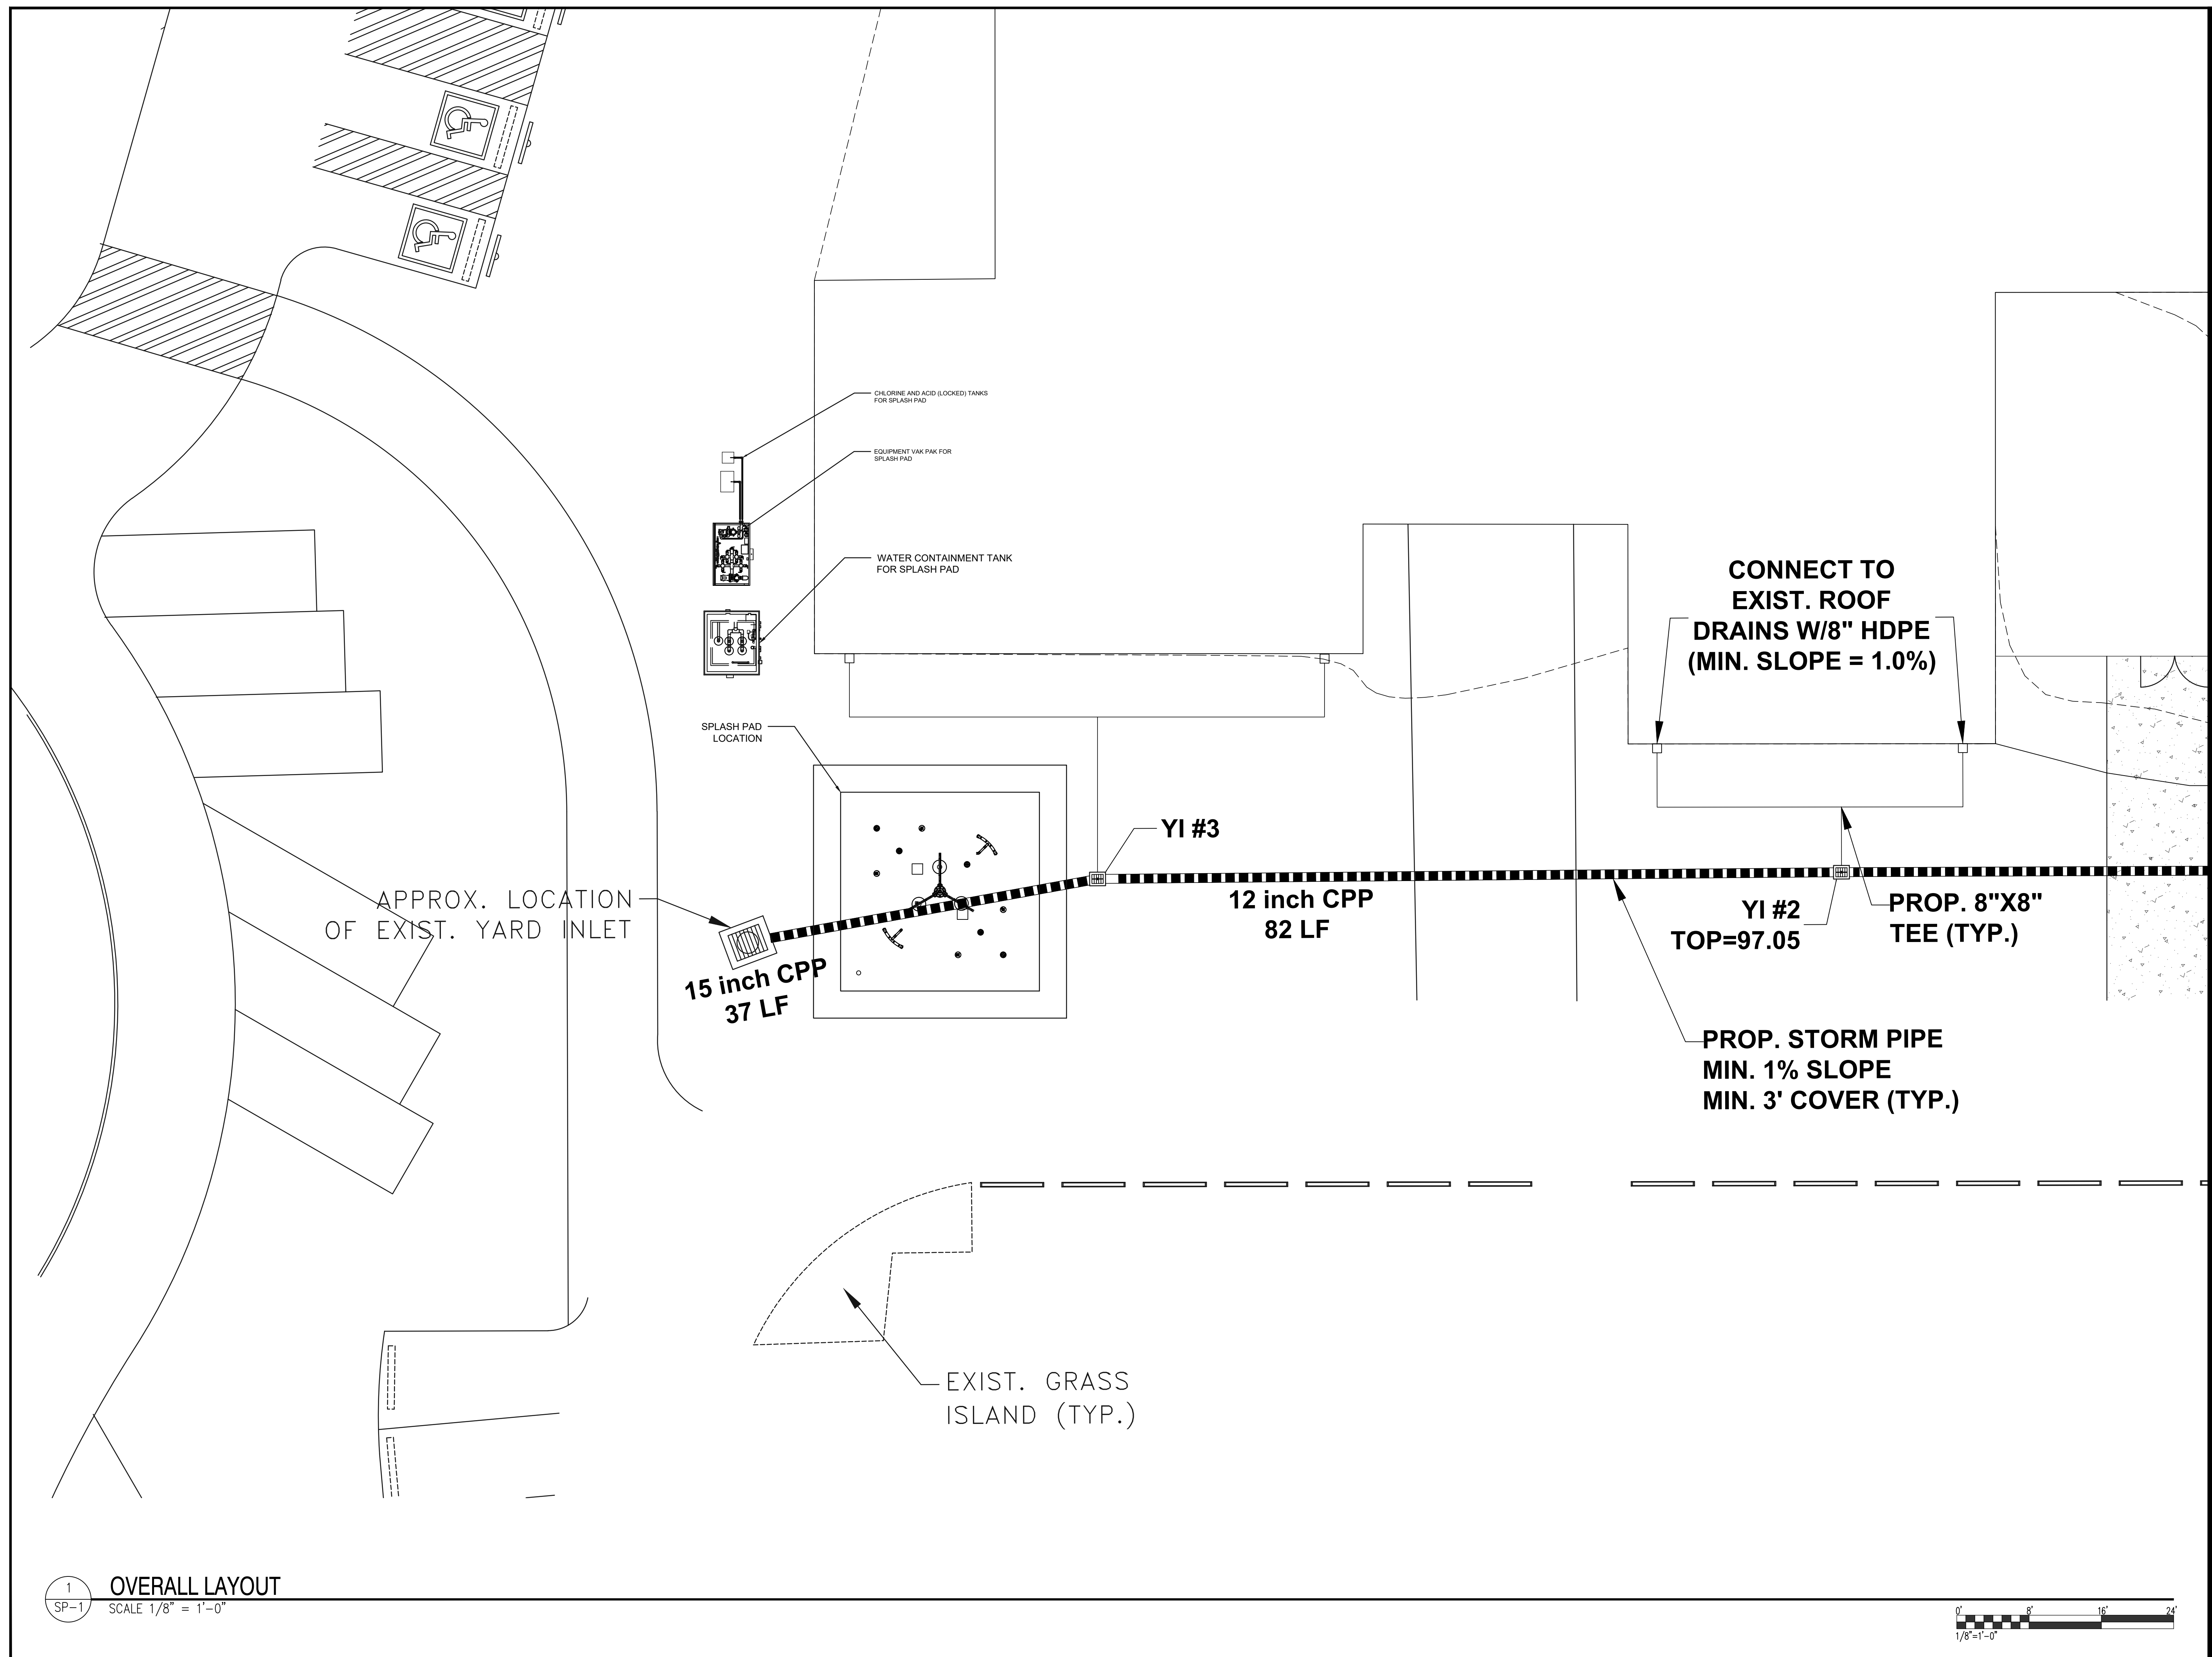 CHLORINE AND ACID (LOCKED) TANKS
FOR SPLASH PAD
EQUIPMENT VAK PAK FOR
SPLASH PAD
WATER CONTAINMENT TANK
FOR SPLASH PAD
CONNECT TO
EXIST. ROOF
DRAINS W/8" HDPE
(MIN. SLOPE = 1.0%)
SPLASH PAD
LOCATION
YI #3
APPROX. LOCATION
OF EXIST. YARD INLET
15 inch CPP
37 LF
12 inch CPP
82 LF
YI #2
TOP=97.05
PROP. 8"X8"
TEE (TYP.)
PROP. STORM PIPE
MIN. 1% SLOPE
MIN. 3' COVER (TYP.)
EXIST. GRASS
ISLAND (TYP.)
1
SP-1
OVERALL LAYOUT
SCALE 1/8" = 1'-0"
0' 8' 16' 24'
1/8"=1'-0"